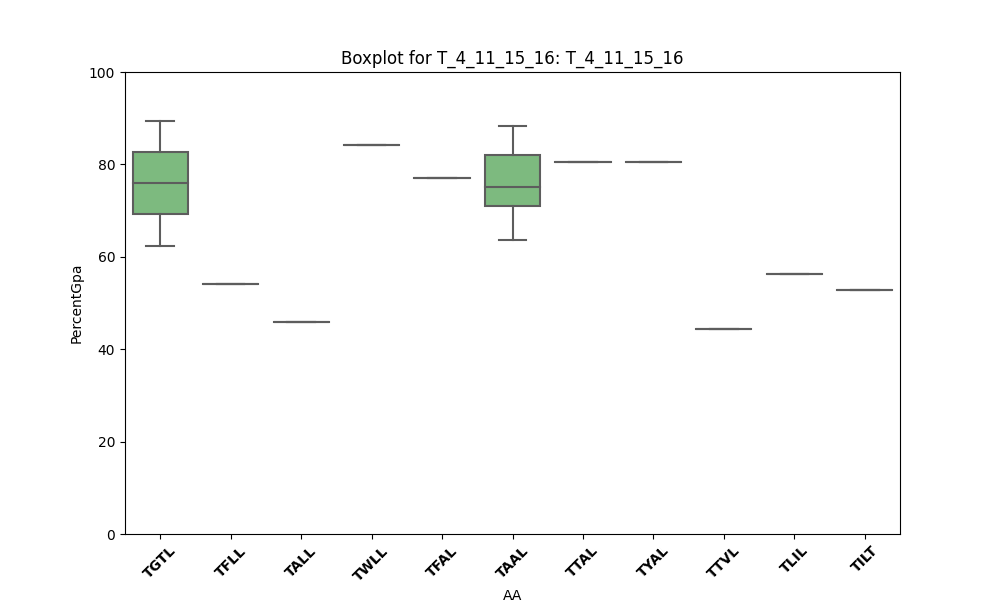 Boxplot for T_4_11_15_16: T_4_11_15_16
100
80
60
40
20
0
PercentGpa
TGTL
TFLL
TALL
TWLL
TFAL
TAAL
TTAL
TYAL
TTVL
TLIL
TILT
AA